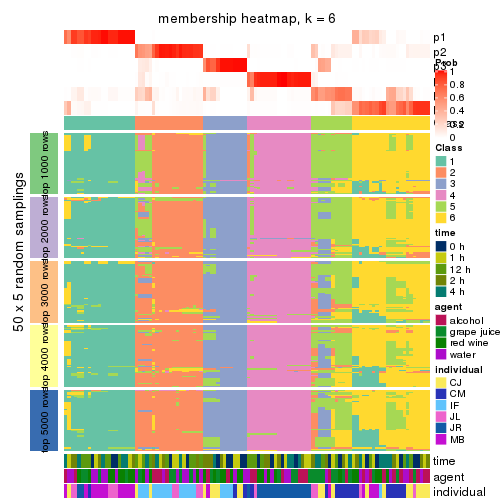 membership heatmap, k = 6
50 x 5 random samplings
top 1000 rows
top 2000 rows
top 3000 rows
top 4000 rows
top 5000 rows
p1
p2
p3
time
agent
individual
Prob
1
0.8
0.6
0.4
0.2
0
Class
1
2
3
4
5
6
time
0 h
1 h
12 h
2 h
4 h
agent
alcohol
grape juice
red wine
water
individual
CJ
CM
IF
JL
JR
MB